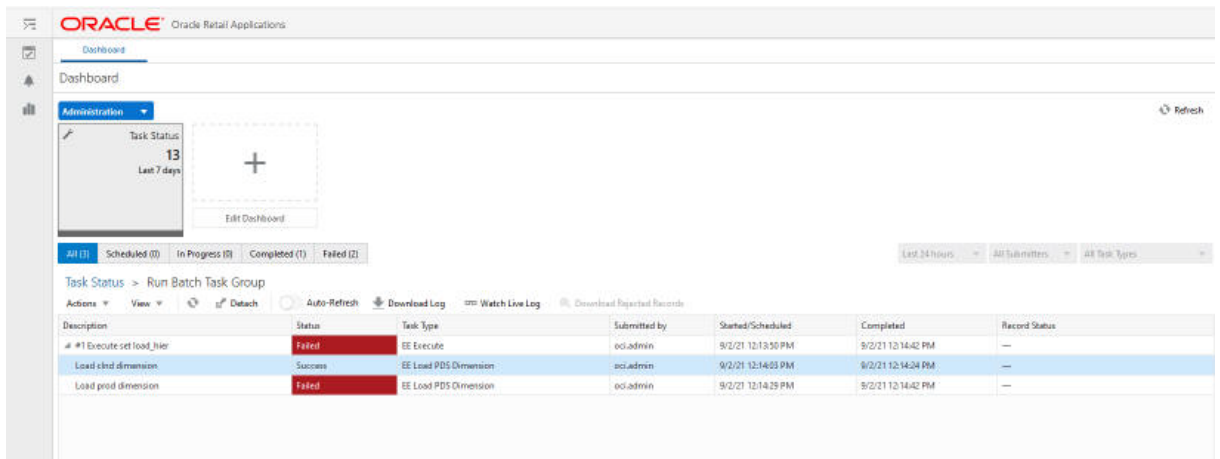 ORACLE® Oracle Retail Applications
Dashboard
Dashboard
Administration
Refresh
Task Status
13
Last 7 days
+
Edit Dashboard
All (3) Scheduled (0) In Progress (0) Completed (1) Failed (2) Last 24 hours All Submitters All Task Types
Task Status > Run Batch Task Group
Actions View Detach Auto-Refresh Download Log Watch Live Log Download Rejected Records
Description Status Task Type Submitted by Started/Scheduled Completed Record Status
#1 Execute set load_hier Failed EE Execute oci.admin 9/2/21 12:13:50 PM 9/2/21 12:14:42 PM —
Load clnd dimension Success EE Load PDS Dimension oci.admin 9/2/21 12:14:03 PM 9/2/21 12:14:24 PM —
Load prod dimension Failed EE Load PDS Dimension oci.admin 9/2/21 12:14:29 PM 9/2/21 12:14:42 PM —